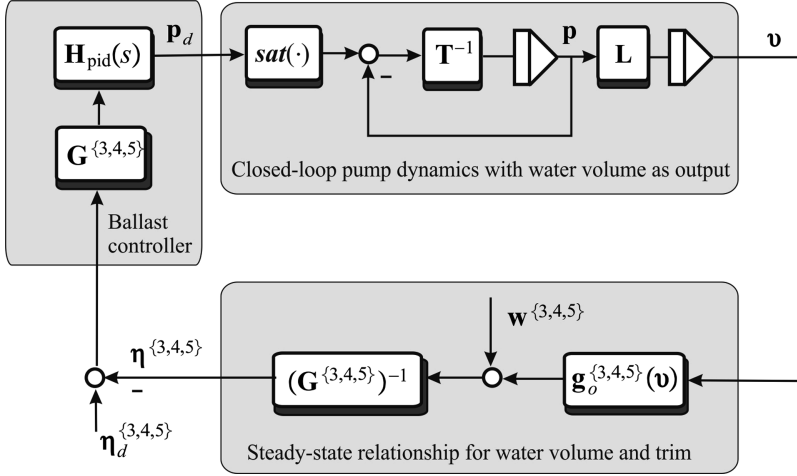 H_pid(s)
p_d
sat(·)
−
T^−1
p
L
υ
G^{3,4,5}
Closed-loop pump dynamics with water volume as output
Ballast
controller
w^{3,4,5}
η^{3,4,5}
−
(G^{3,4,5})^−1
g_o^{3,4,5}(υ)
η_d^{3,4,5}
Steady-state relationship for water volume and trim